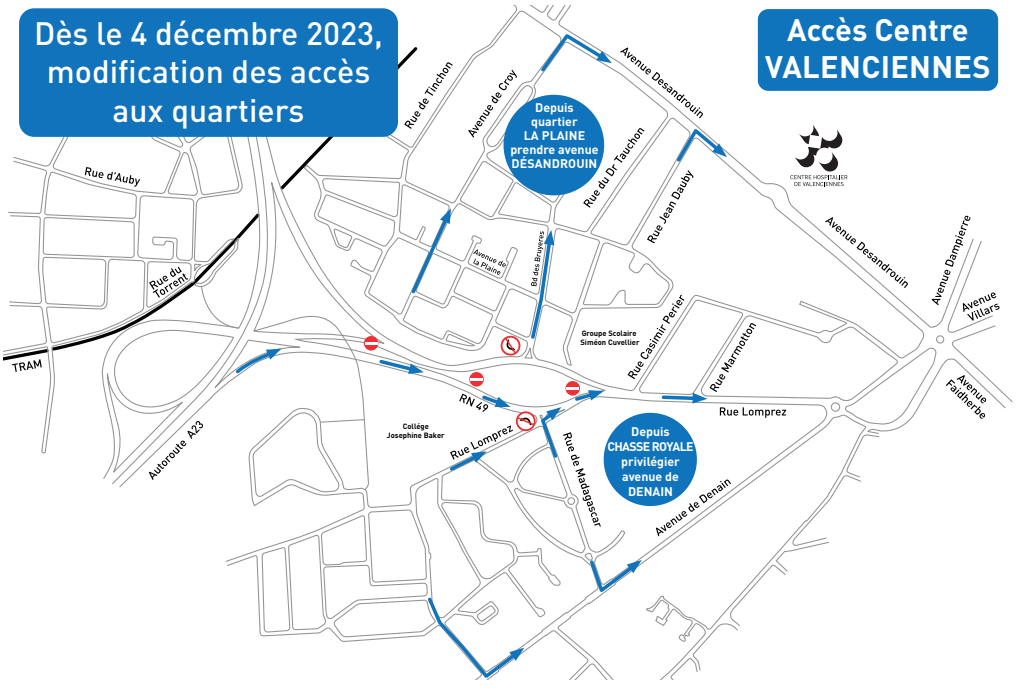 Dès le 4 décembre 2023,
modification des accès
aux quartiers
Accès Centre
VALENCIENNES
Rue de Tinchon
Avenue de Croy
Avenue Desandrouin
Depuis
quartier
LA PLAINE
prendre avenue
DÉSANDROUIN
Rue du Dr Tauchon
Rue Jean Dauby
CENTRE HOSPITALIER
DE VALENCIENNES
Rue d'Auby
Avenue Desandrouin
Avenue Dampierre
Avenue
Villars
Avenue
Faidherbe
Rue du
Torrent
Avenue de
la Plaine
Bd des Bruyeres
TRAM
Groupe Scolaire
Siméon Cuvellier
Rue Casimir Perier
Rue Marmotton
RN 49
Rue Lomprez
Autoroute A23
Collége
Josephine Baker
Rue Lomprez
Rue de Madagascar
Depuis
CHASSE ROYALE
privilégier
avenue de
DENAIN
Avenue de Denain